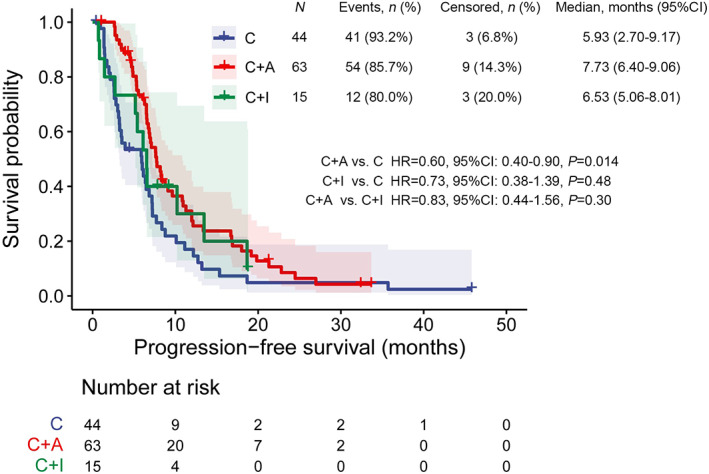 N Events, n (%) Censored, n (%) Median, months (95%CI)
C 44 41 (93.2%) 3 (6.8%) 5.93 (2.70-9.17)
C+A 63 54 (85.7%) 9 (14.3%) 7.73 (6.40-9.06)
C+I 15 12 (80.0%) 3 (20.0%) 6.53 (5.06-8.01)
C+A vs. C HR=0.60, 95%CI: 0.40-0.90, P=0.014
C+I vs. C HR=0.73, 95%CI: 0.38-1.39, P=0.48
C+A vs. C+I HR=0.83, 95%CI: 0.44-1.56, P=0.30
Survival probability
1.0
0.8
0.6
0.4
0.2
0.0
0 10 20 30 40 50
Progression−free survival (months)
Number at risk
C 44 9 2 2 1 0
C+A 63 20 7 2 0 0
C+I 15 4 0 0 0 0